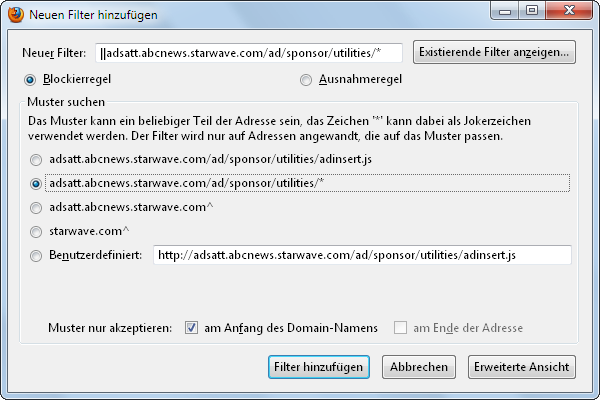 Neuen Filter hinzufügen
Neuer Filter: ||adsatt.abcnews.starwave.com/ad/sponsor/utilities/* Existierende Filter anzeigen...
Blockierregel Ausnahmeregel
Muster suchen
Das Muster kann ein beliebiger Teil der Adresse sein, das Zeichen '*' kann dabei als Jokerzeichen
verwendet werden. Der Filter wird nur auf Adressen angewandt, die auf das Muster passen.
adsatt.abcnews.starwave.com/ad/sponsor/utilities/adinsert.js
adsatt.abcnews.starwave.com/ad/sponsor/utilities/*
adsatt.abcnews.starwave.com^
starwave.com^
Benutzerdefiniert: http://adsatt.abcnews.starwave.com/ad/sponsor/utilities/adinsert.js
Muster nur akzeptieren: am Anfang des Domain-Namens am Ende der Adresse
Filter hinzufügen Abbrechen Erweiterte Ansicht